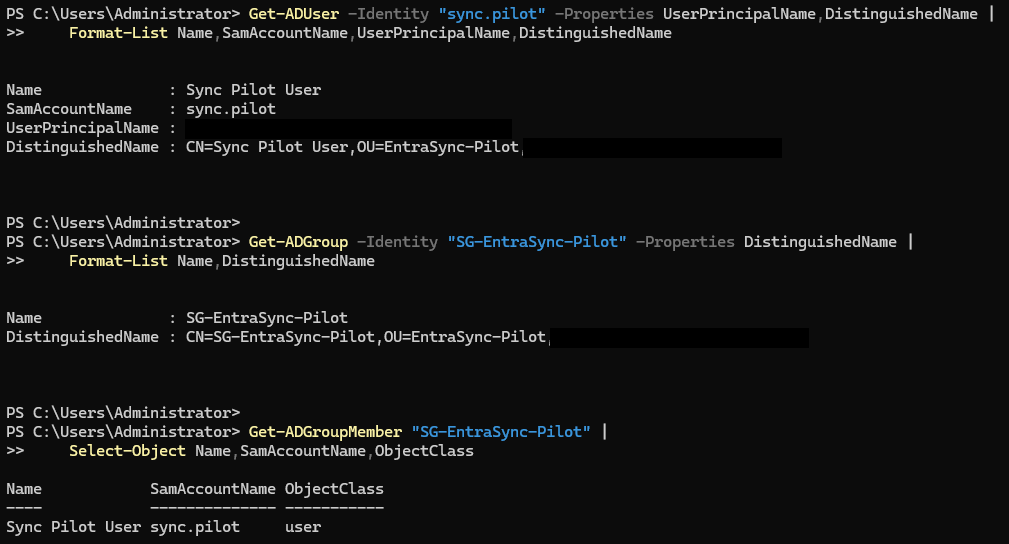 PS C:\Users\Administrator> Get-ADUser -Identity "sync.pilot" -Properties UserPrincipalName,DistinguishedName |
>>     Format-List Name,SamAccountName,UserPrincipalName,DistinguishedName
Name              : Sync Pilot User
SamAccountName    : sync.pilot
UserPrincipalName :
DistinguishedName : CN=Sync Pilot User,OU=EntraSync-Pilot,
PS C:\Users\Administrator>
PS C:\Users\Administrator> Get-ADGroup -Identity "SG-EntraSync-Pilot" -Properties DistinguishedName |
>>     Format-List Name,DistinguishedName
Name              : SG-EntraSync-Pilot
DistinguishedName : CN=SG-EntraSync-Pilot,OU=EntraSync-Pilot,
PS C:\Users\Administrator>
PS C:\Users\Administrator> Get-ADGroupMember "SG-EntraSync-Pilot" |
>>     Select-Object Name,SamAccountName,ObjectClass
Name            SamAccountName ObjectClass
----            -------------- -----------
Sync Pilot User sync.pilot     user